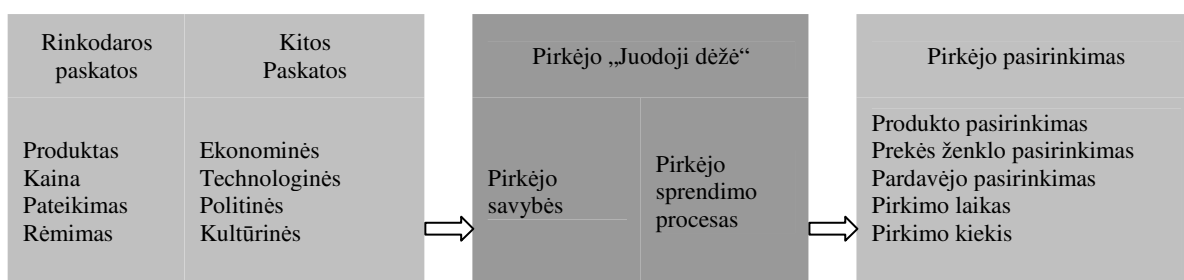 Rinkodaros
paskatos
Kitos
Paskatos
Pirkėjo „Juodoji dėžė“
Pirkėjo pasirinkimas
Produktas
Kaina
Pateikimas
Rėmimas
Ekonominės
Technologinės
Politinės
Kultūrinės
Pirkėjo
savybės
Pirkėjo
sprendimo
procesas
Produkto pasirinkimas
Prekės ženklo pasirinkimas
Pardavėjo pasirinkimas
Pirkimo laikas
Pirkimo kiekis